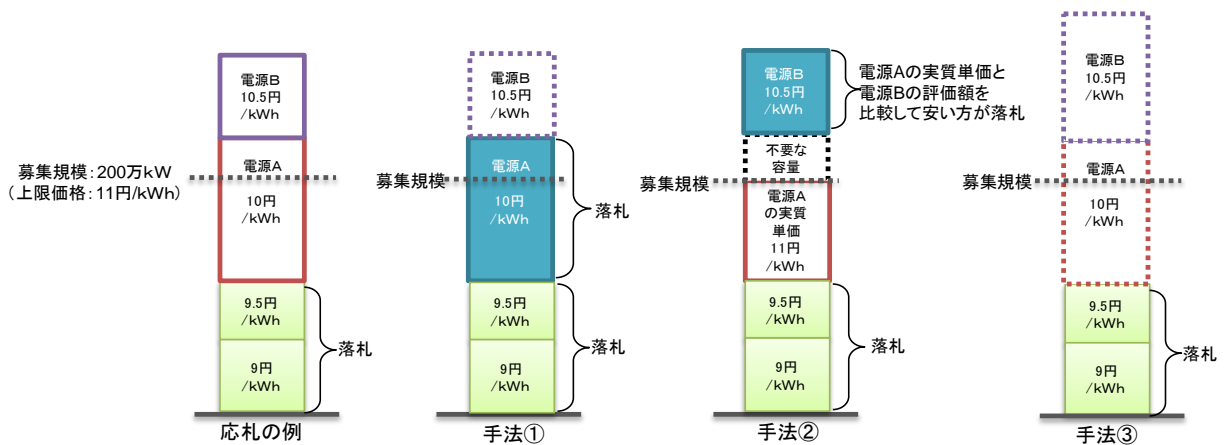 募集規模:200万kW
(上限価格:11円/kWh)
電源B
10.5円
/kWh
電源A
10円
/kWh
9.5円
/kWh
9円
/kWh
落札
応札の例
募集規模
電源B
10.5円
/kWh
電源A
10円
/kWh
落札
9.5円
/kWh
9円
/kWh
落札
手法①
募集規模
電源B
10.5円
/kWh
電源Aの実質単価と
電源Bの評価額を
比較して安い方が落札
不要な
容量
電源A
の実質
単価
11円
/kWh
9.5円
/kWh
9円
/kWh
落札
手法②
募集規模
電源B
10.5円
/kWh
電源A
10円
/kWh
9.5円
/kWh
9円
/kWh
落札
手法③